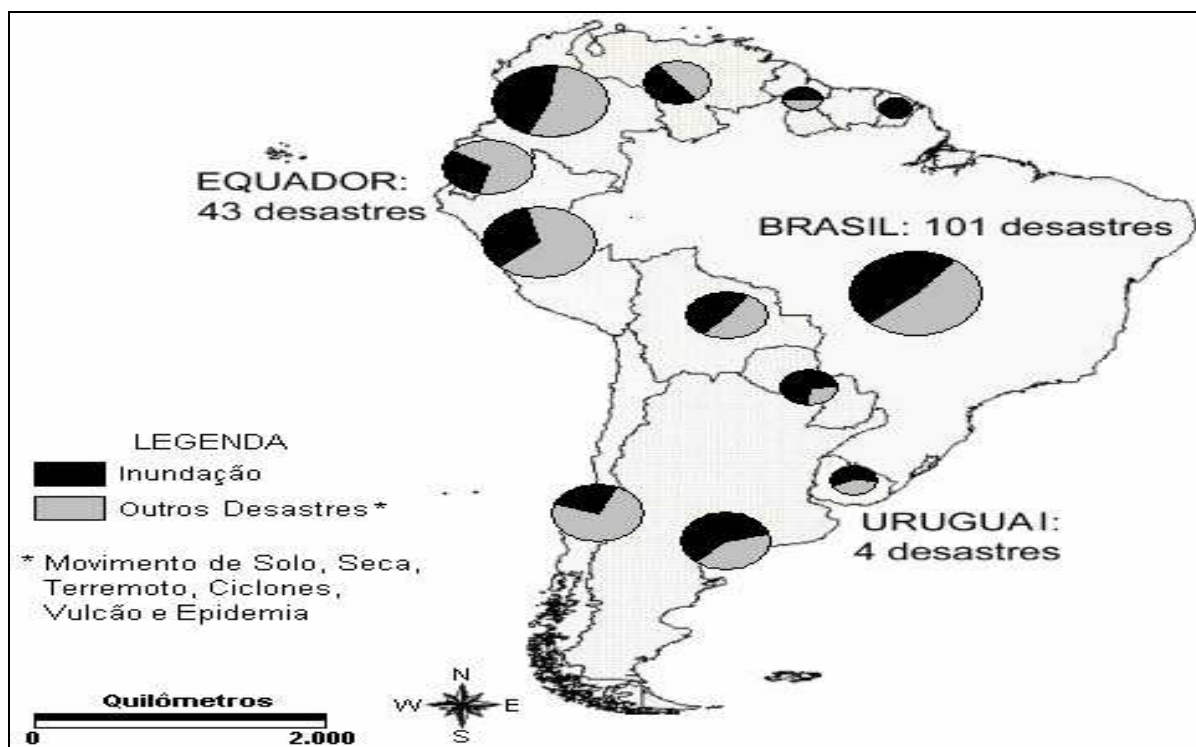 EQUADOR:
43 desastres
BRASIL: 101 desastres
LEGENDA
Inundação
Outros Desastres*
URUGUAI:
4 desastres
* Movimento de Solo, Seca,
Terremoto, Ciclones,
Vulcão e Epidemia
Quilômetros
0 2.000
N
W E
S